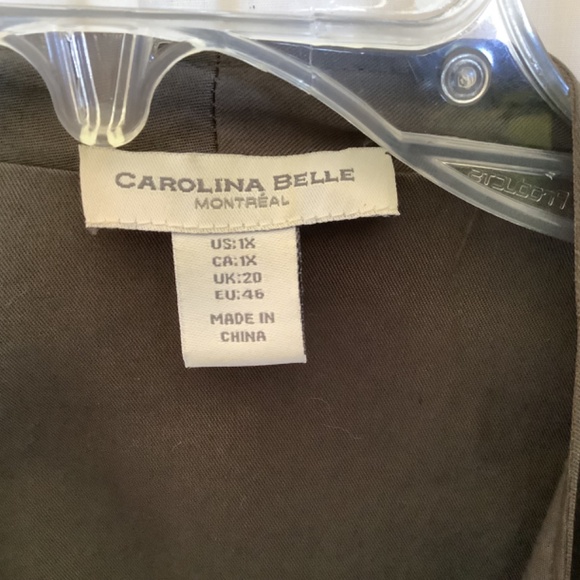 CAROLINA BELLE
MONTRÉAL
US:1X
CA:1X
UK:20
EU:46
MADE IN
CHINA